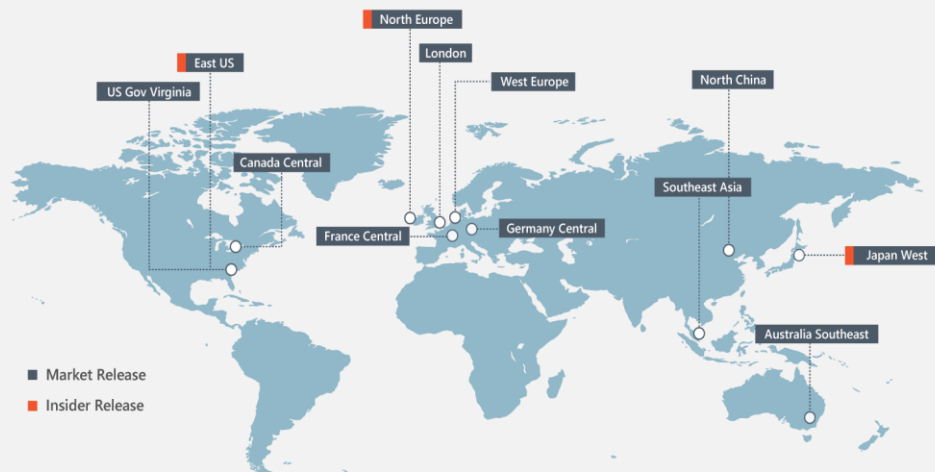 North Europe
London
East US
West Europe
North China
US Gov Virginia
Canada Central
Southeast Asia
France Central
Germany Central
Japan West
Australia Southeast
Market Release
Insider Release